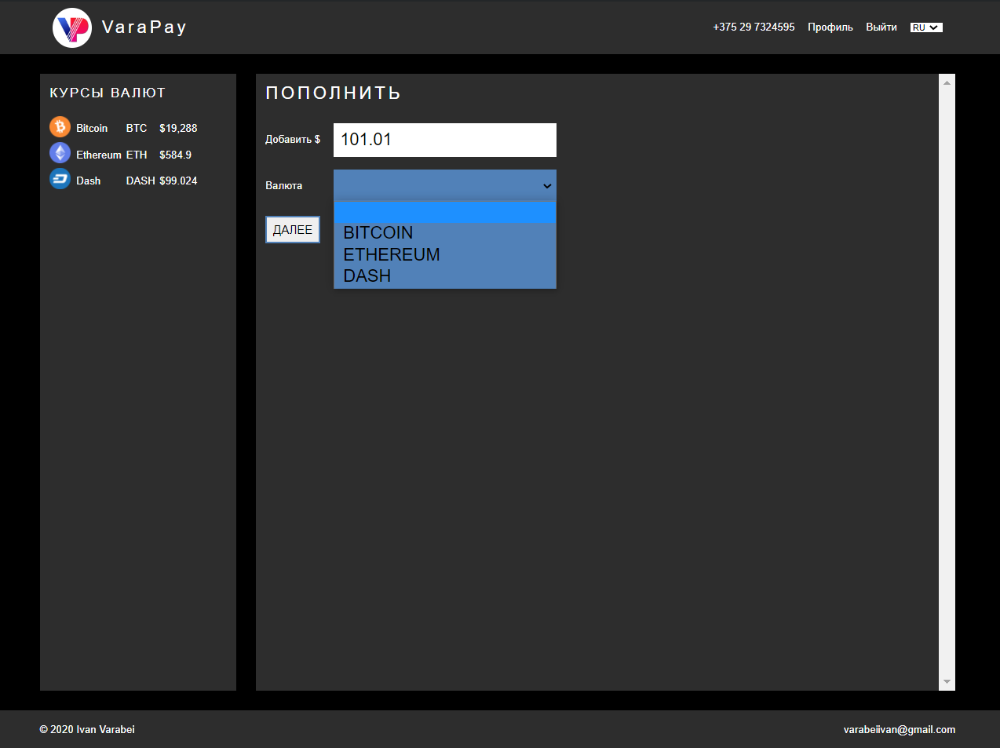 VaraPay
+375 29 7324595 Профиль Выйти RU
КУРСЫ ВАЛЮТ
Bitcoin BTC $19,288
Ethereum ETH $584.9
Dash DASH $99.024
ПОПОЛНИТЬ
Добавить $ 101.01
Валюта
BITCOIN
ETHEREUM
DASH
ДАЛЕЕ
© 2020 Ivan Varabei
varabeiivan@gmail.com